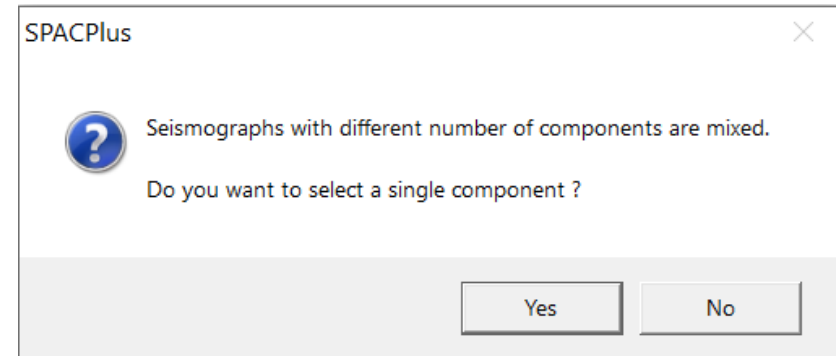 SPACPlus
Seismographs with different number of components are mixed.
Do you want to select a single component ?
Yes
No